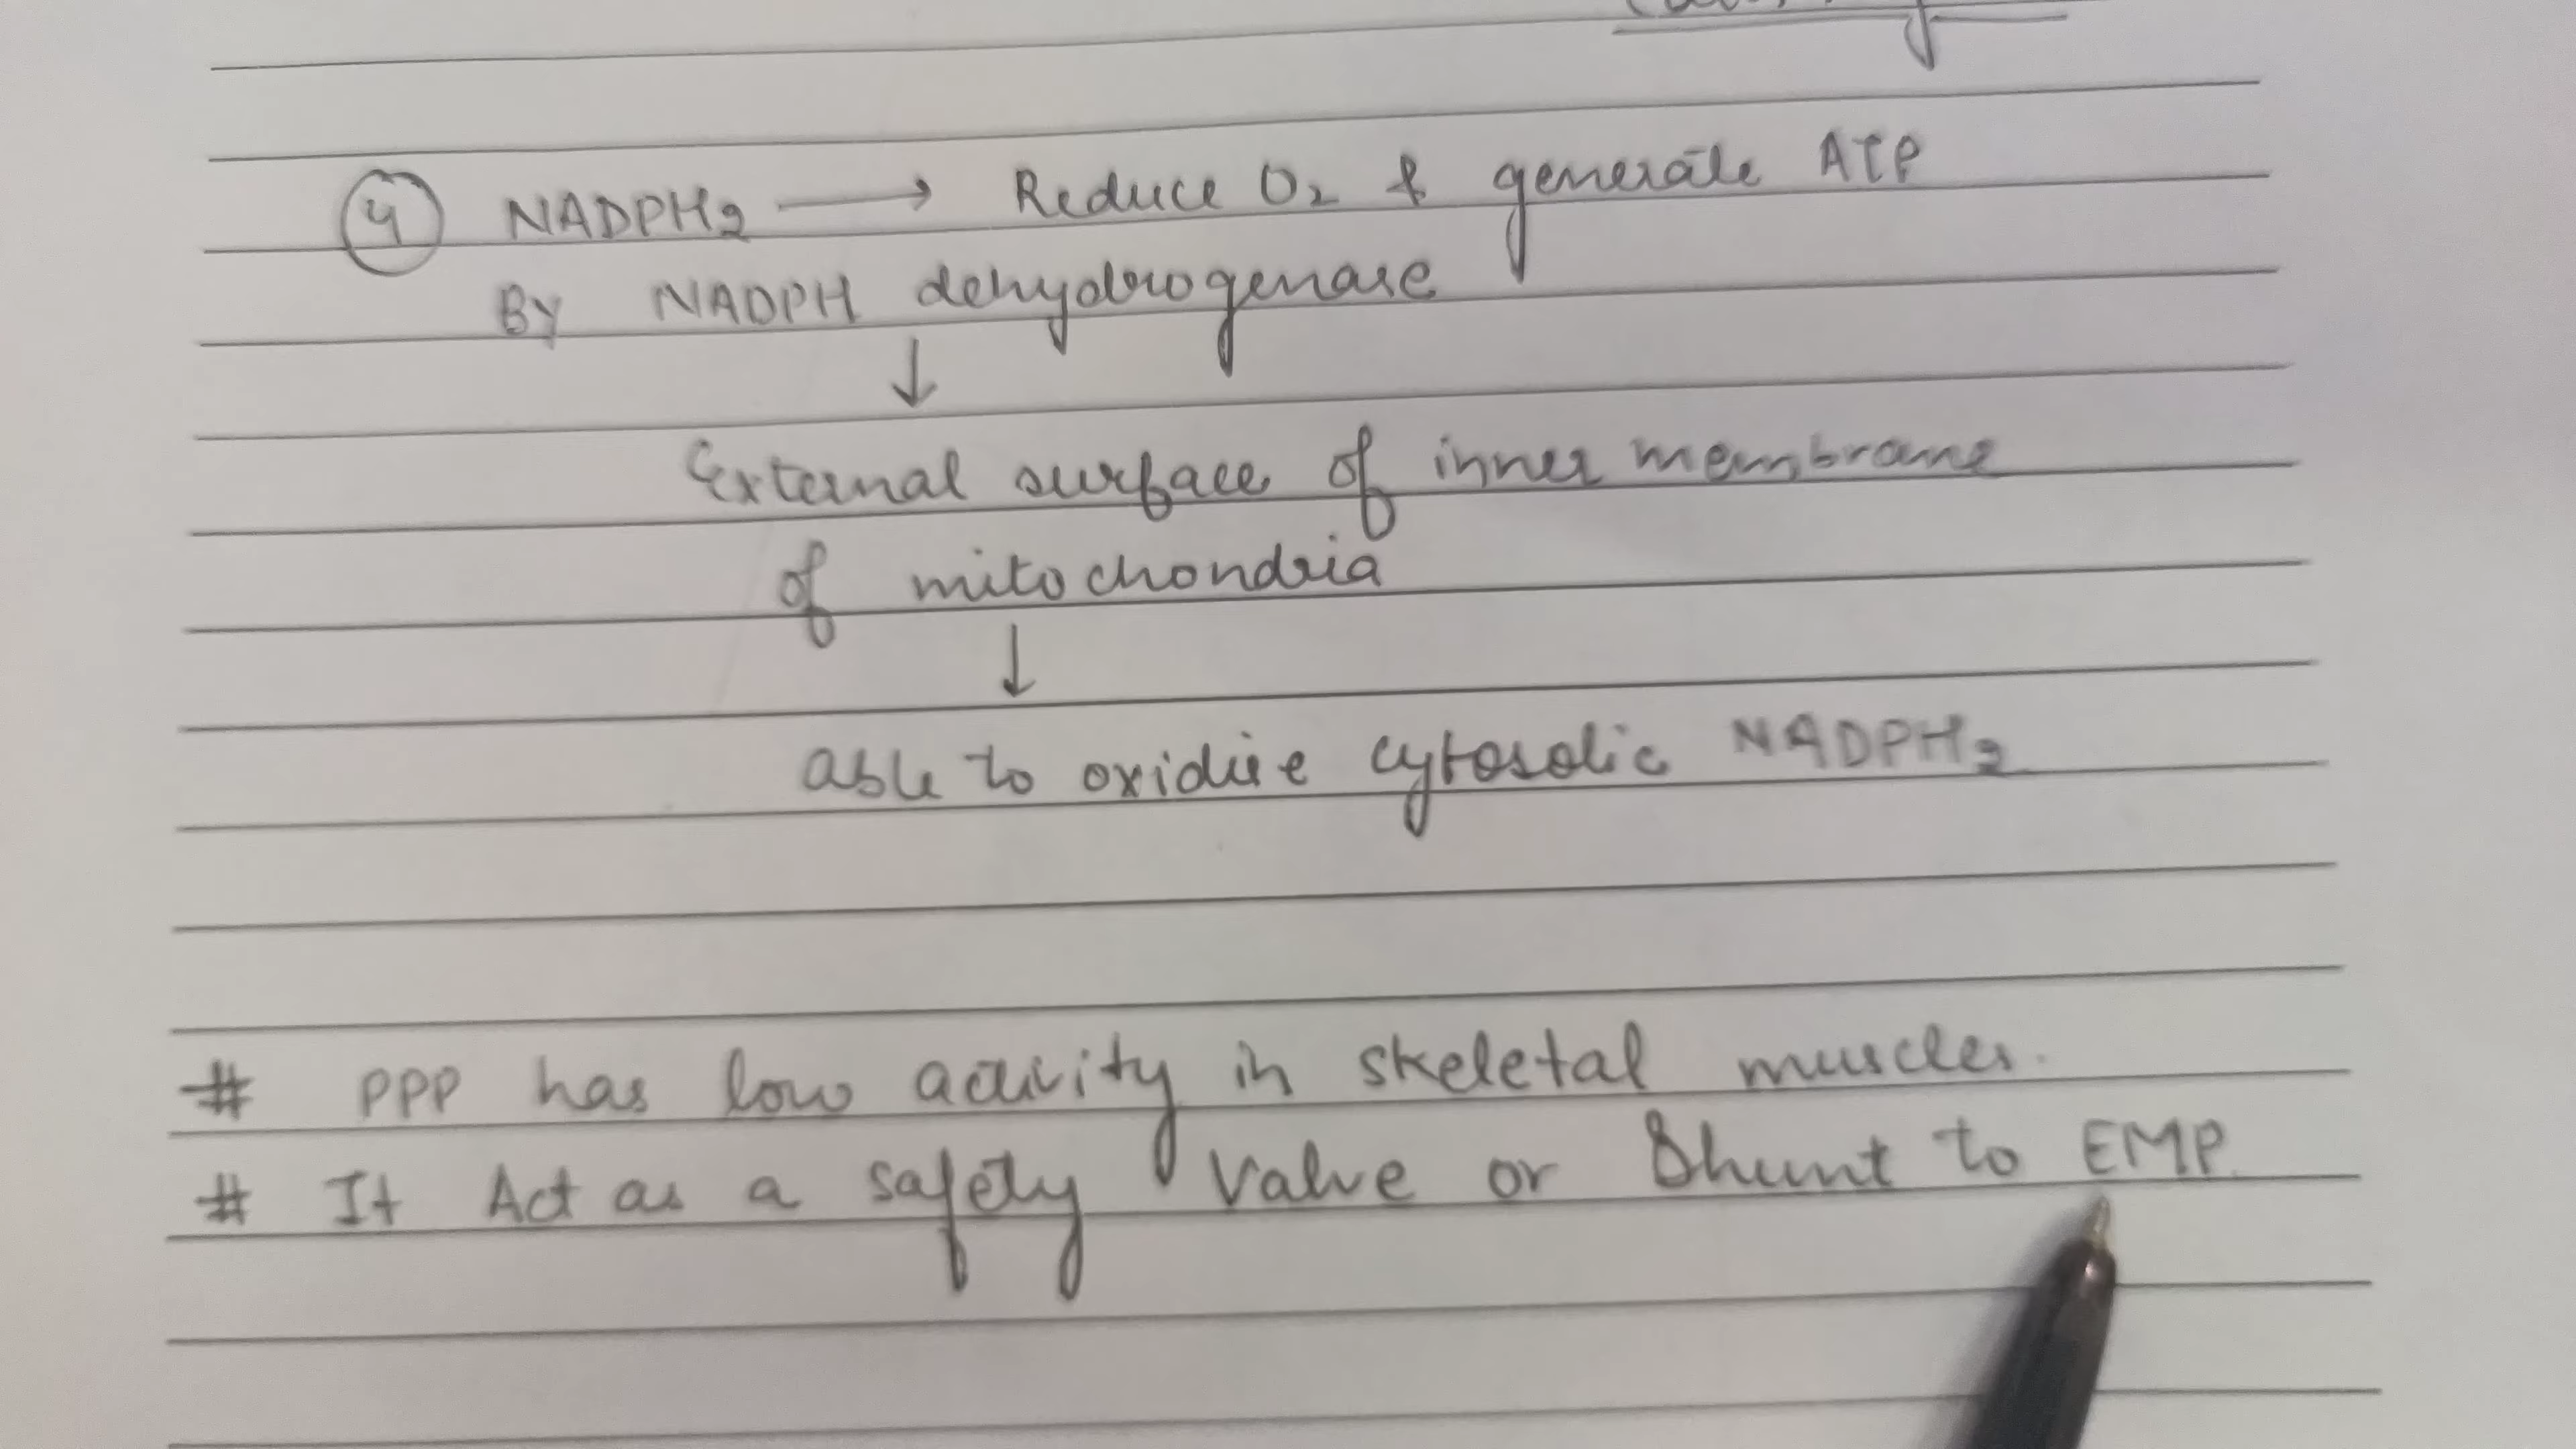 ④ NADPH2 → Reduce O2 & generate ATP
By NADPH dehydrogenase
↓
External surface of inner membrane
of mitochondria
↓
able to oxidise cytosolic NADPH2
# PPP has low activity in skeletal muscles.
# It Act as a safety valve or Shunt to EMP.